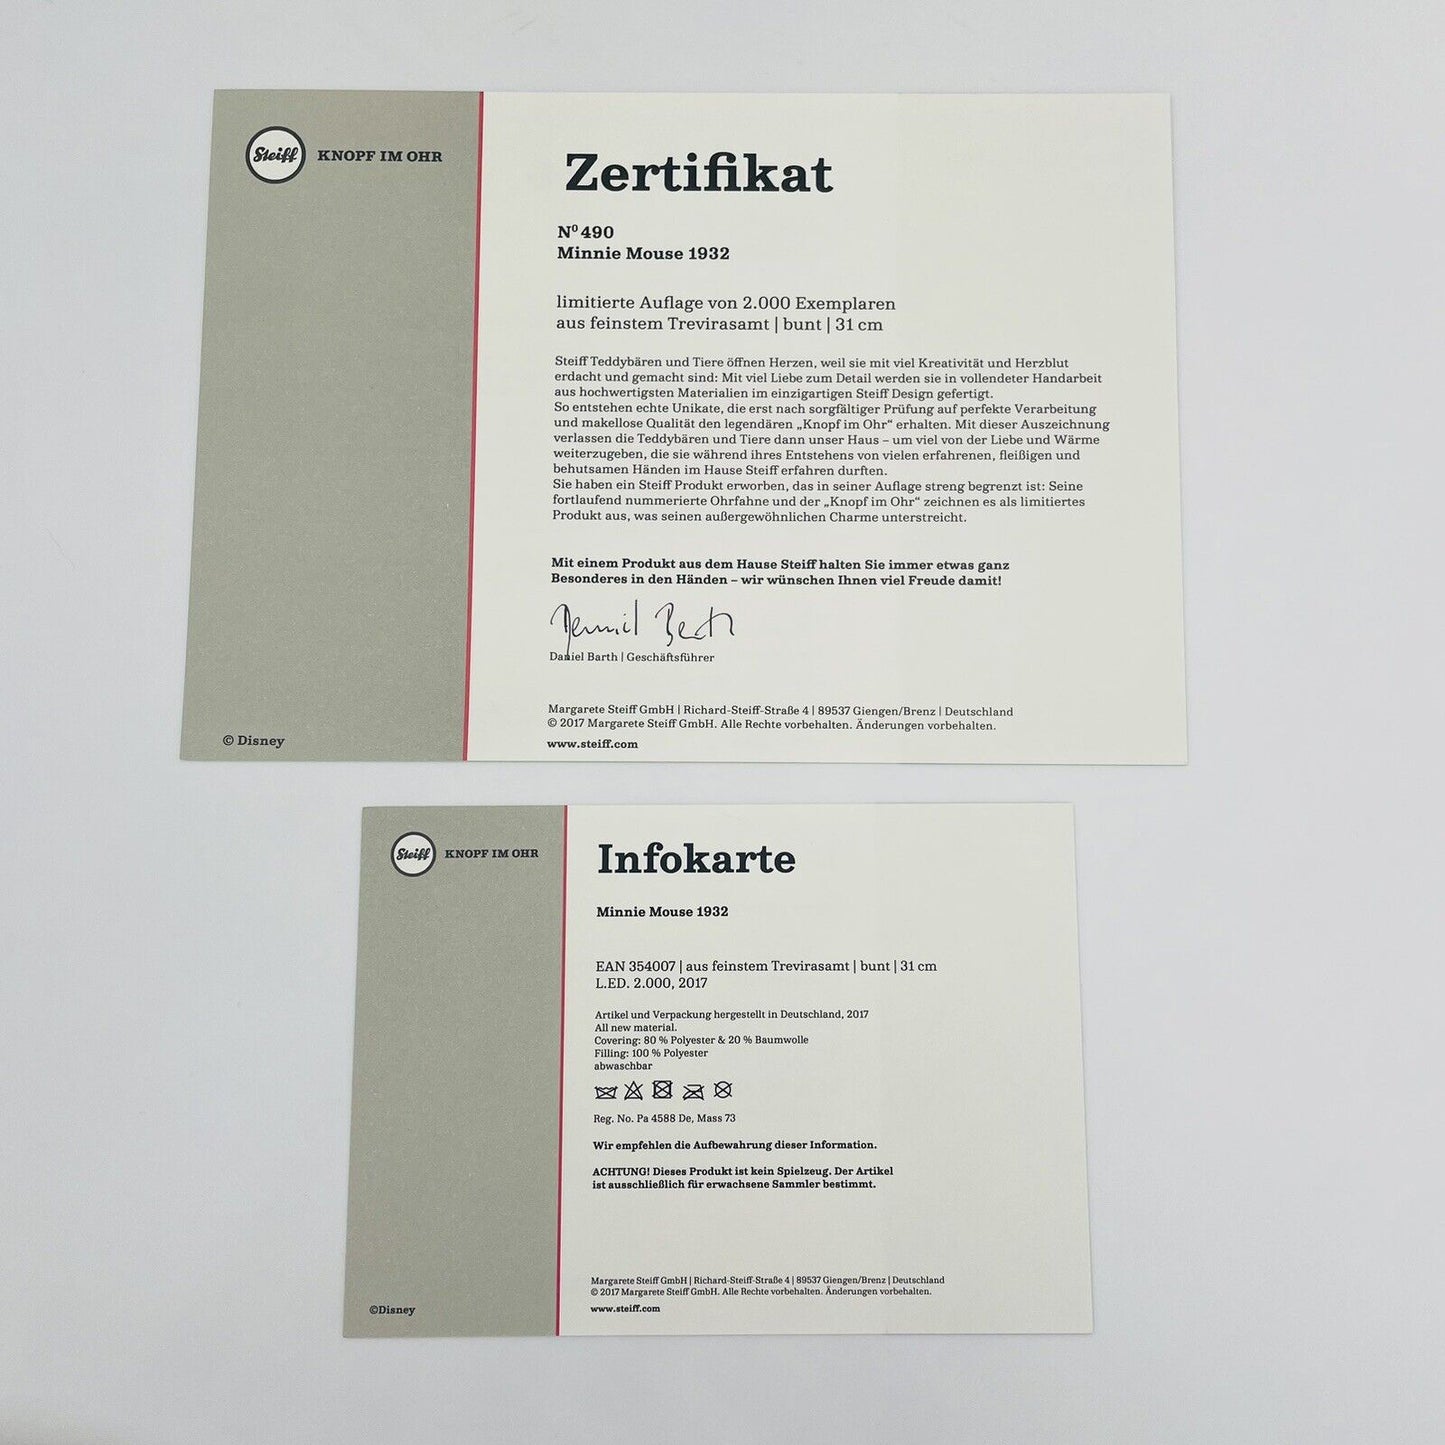 Steiff KNOPF IM OHR
Zertifikat
Nº 490
Minnie Mouse 1932
limitierte Auflage von 2.000 Exemplaren
aus feinstem Trevirasamt | bunt | 31 cm
Steiff Teddybären und Tiere öffnen Herzen, weil sie mit viel Kreativität und Herzblut
erdacht und gemacht sind: Mit viel Liebe zum Detail werden sie in vollendeter Handarbeit
aus hochwertigsten Materialien im einzigartigen Steiff Design gefertigt.
So entstehen echte Unikate, die erst nach sorgfältiger Prüfung auf perfekte Verarbeitung
und makellose Qualität den legendären „Knopf im Ohr“ erhalten. Mit dieser Auszeichnung
verlassen die Teddybären und Tiere dann unser Haus – um viel von der Liebe und Wärme
weiterzugeben, die sie während ihres Entstehens von vielen erfahrenen, fleißigen und
behutsamen Händen im Hause Steiff erfahren durften.
Sie haben ein Steiff Produkt erworben, das in seiner Auflage streng begrenzt ist: Seine
fortlaufend nummerierte Ohrfahne und der „Knopf im Ohr“ zeichnen es als limitiertes
Produkt aus, was seinen außergewöhnlichen Charme unterstreicht.
Mit einem Produkt aus dem Hause Steiff halten Sie immer etwas ganz
Besonderes in den Händen – wir wünschen Ihnen viel Freude damit!
Daniel Barth
Daniel Barth | Geschäftsführer
Margarete Steiff GmbH | Richard-Steiff-Straße 4 | 89537 Giengen/Brenz | Deutschland
© 2017 Margarete Steiff GmbH. Alle Rechte vorbehalten. Änderungen vorbehalten.
www.steiff.com
© Disney
Steiff KNOPF IM OHR
Infokarte
Minnie Mouse 1932
EAN 354007 | aus feinstem Trevirasamt | bunt | 31 cm
L.ED. 2.000, 2017
Artikel und Verpackung hergestellt in Deutschland, 2017
All new material.
Covering: 80 % Polyester & 20 % Baumwolle
Filling: 100 % Polyester
abwaschbar
Reg. No. Pa 4588 De, Mass 73
Wir empfehlen die Aufbewahrung dieser Information.
ACHTUNG! Dieses Produkt ist kein Spielzeug. Der Artikel
ist ausschließlich für erwachsene Sammler bestimmt.
Margarete Steiff GmbH | Richard-Steiff-Straße 4 | 89537 Giengen/Brenz | Deutschland
© 2017 Margarete Steiff GmbH. Alle Rechte vorbehalten. Änderungen vorbehalten.
www.steiff.com
©Disney